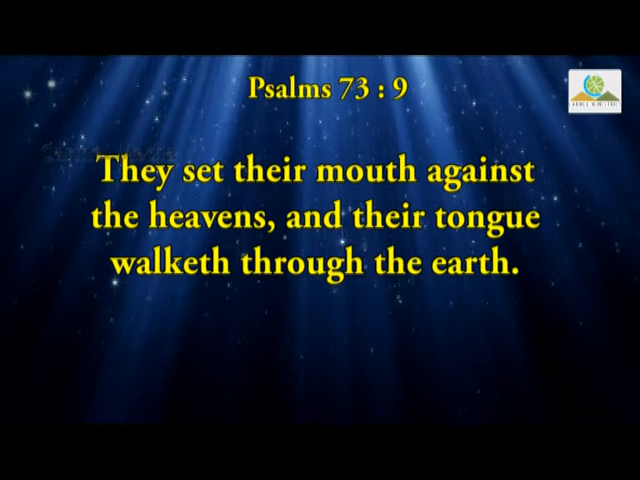 Psalms 73 : 9
They set their mouth against
the heavens, and their tongue
walketh through the earth.